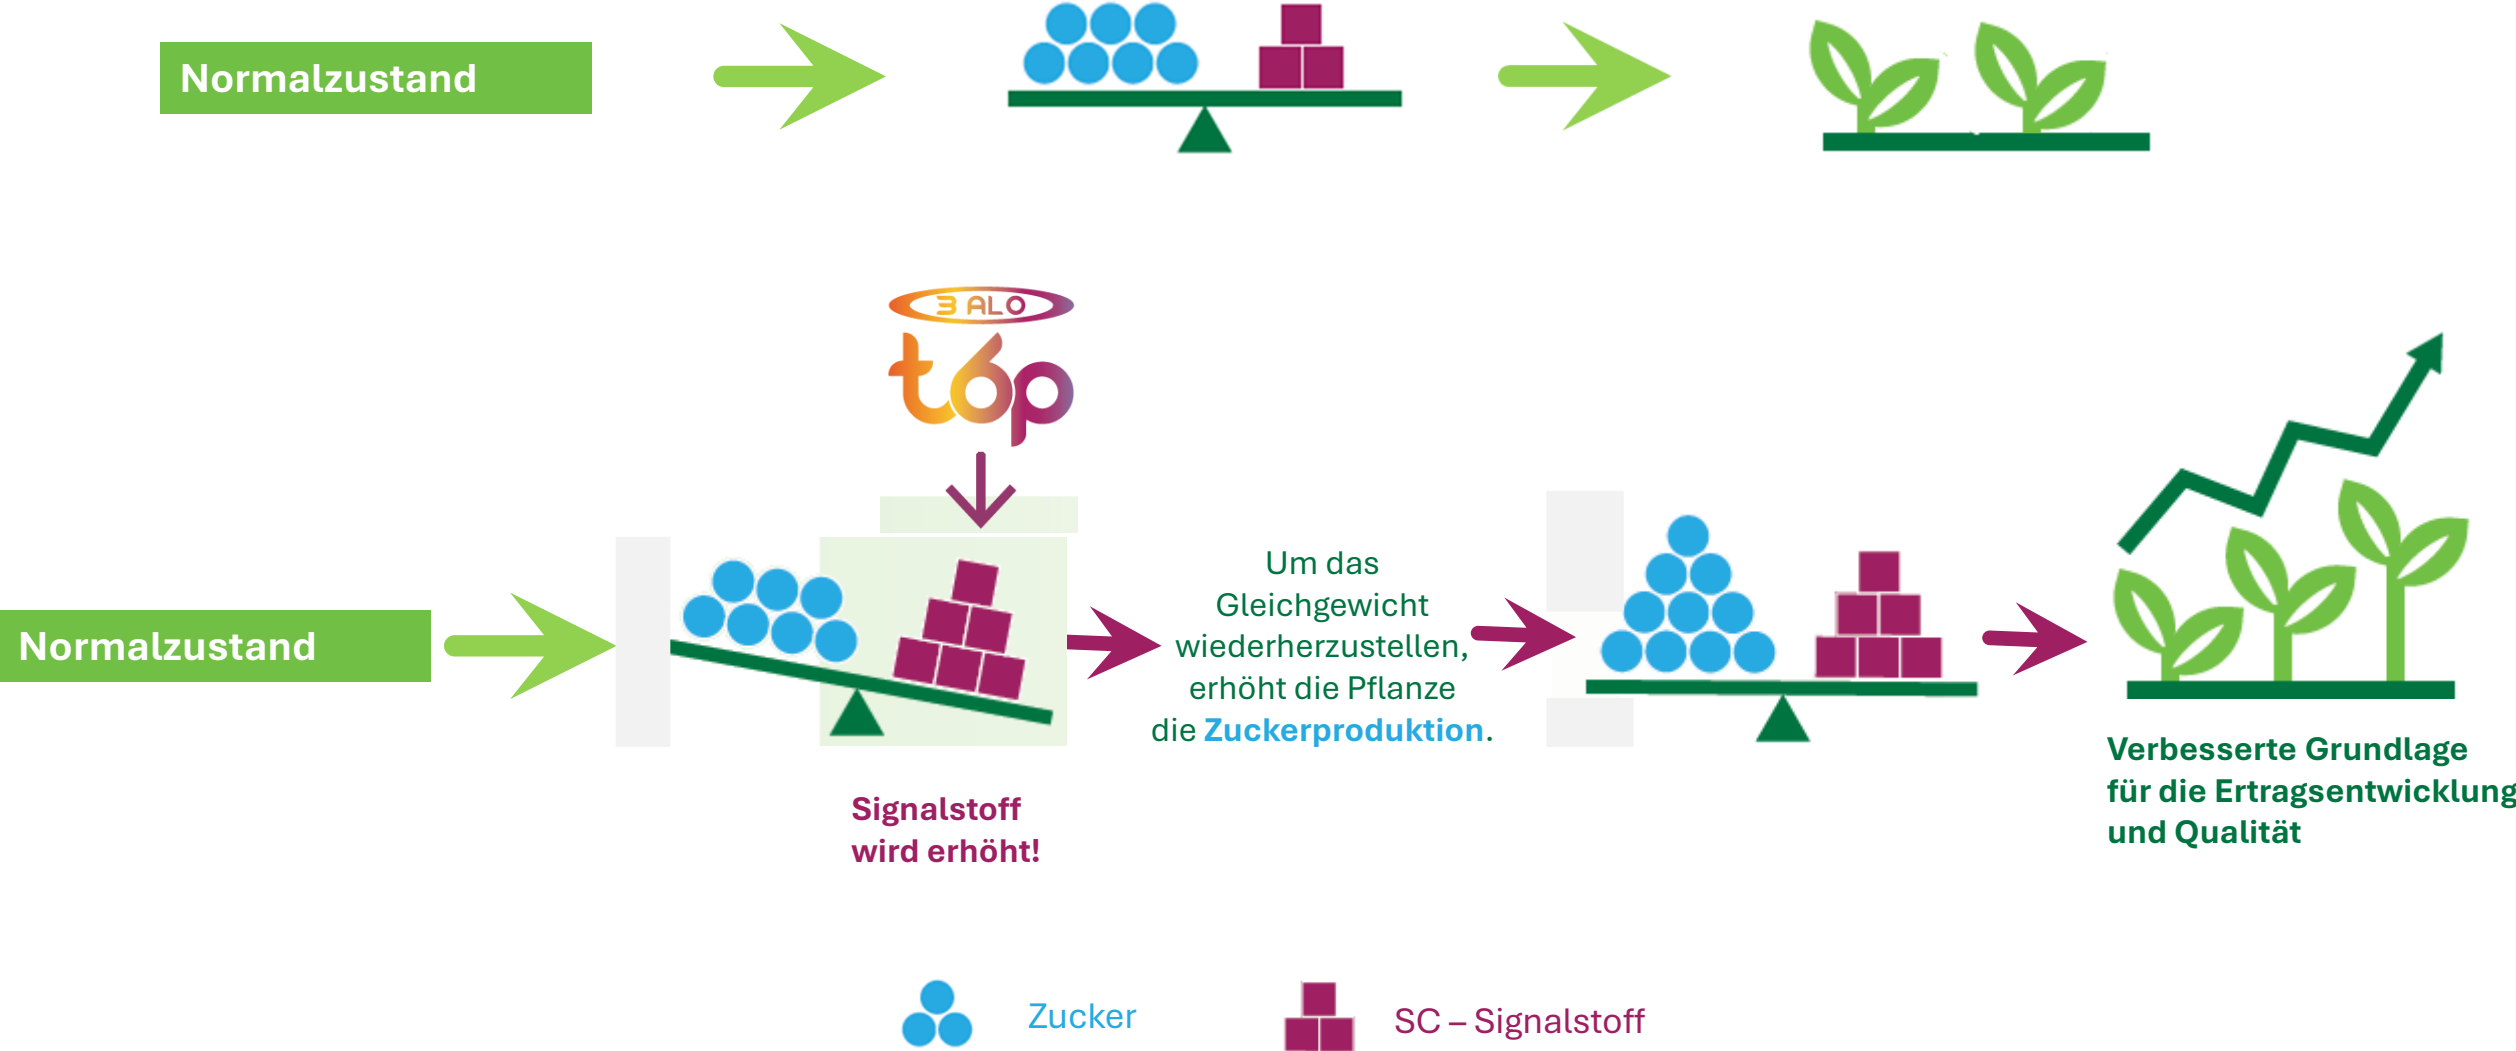 Normalzustand
3 ALO
top
Normalzustand
Um das
Gleichgewicht
wiederherzustellen,
erhöht die Pflanze
die Zuckerproduktion.
Signalstoff
wird erhöht!
Verbesserte Grundlage
für die Ertragsentwicklung
und Qualität
Zucker
SC – Signalstoff